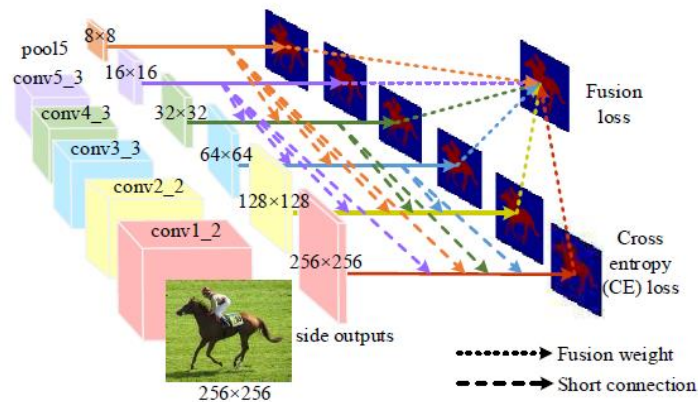 pool5
8×8
conv5_3
16×16
conv4_3
32×32
conv3_3
64×64
conv2_2
128×128
conv1_2
256×256
side outputs
256×256
Fusion
loss
Cross
entropy
(CE) loss
Fusion weight
Short connection